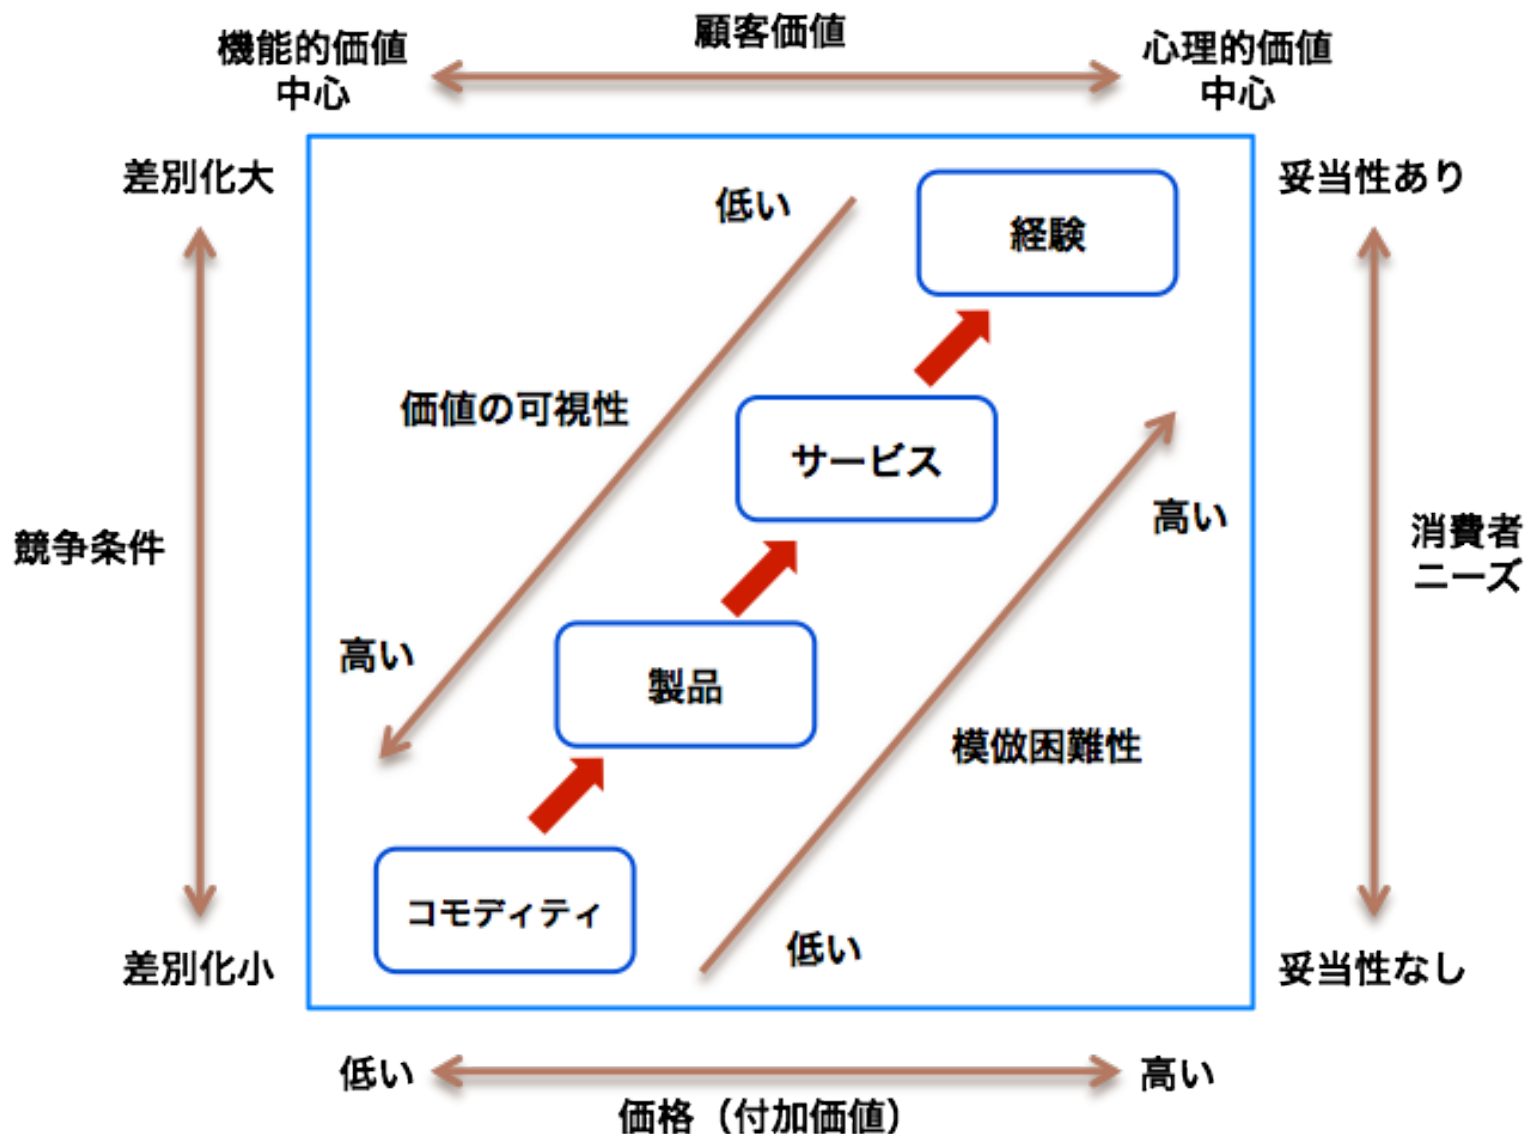 顧客価値
機能的価値
中心
心理的価値
中心
差別化大
妥当性あり
低い
経験
価値の可視性
サービス
高い
競争条件
消費者
ニーズ
高い
製品
模倣困難性
コモディティ
低い
差別化小
妥当性なし
低い
高い
価格（付加価値）